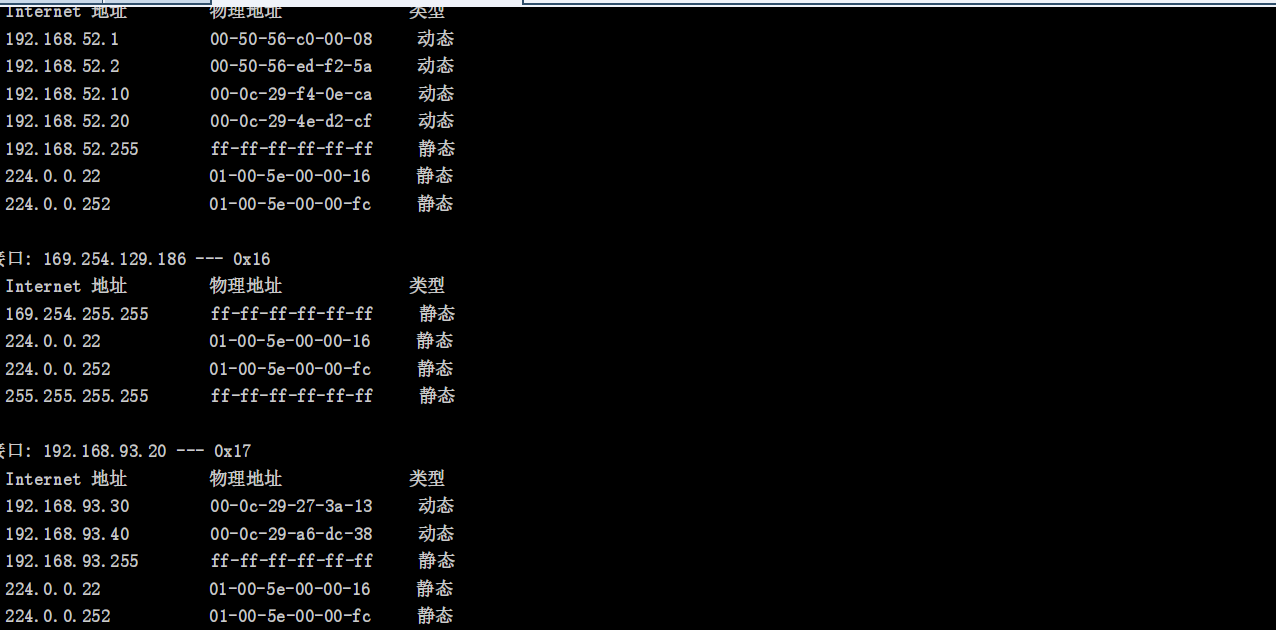 Internet 地址 物理地址 类型
192.168.52.1 00-50-56-c0-00-08 动态
192.168.52.2 00-50-56-ed-f2-5a 动态
192.168.52.10 00-0c-29-f4-0e-ca 动态
192.168.52.20 00-0c-29-4e-d2-cf 动态
192.168.52.255 ff-ff-ff-ff-ff-ff 静态
224.0.0.22 01-00-5e-00-00-16 静态
224.0.0.252 01-00-5e-00-00-fc 静态
接口: 169.254.129.186 --- 0x16
Internet 地址 物理地址 类型
169.254.255.255 ff-ff-ff-ff-ff-ff 静态
224.0.0.22 01-00-5e-00-00-16 静态
224.0.0.252 01-00-5e-00-00-fc 静态
255.255.255.255 ff-ff-ff-ff-ff-ff 静态
接口: 192.168.93.20 --- 0x17
Internet 地址 物理地址 类型
192.168.93.30 00-0c-29-27-3a-13 动态
192.168.93.40 00-0c-29-a6-dc-38 动态
192.168.93.255 ff-ff-ff-ff-ff-ff 静态
224.0.0.22 01-00-5e-00-00-16 静态
224.0.0.252 01-00-5e-00-00-fc 静态